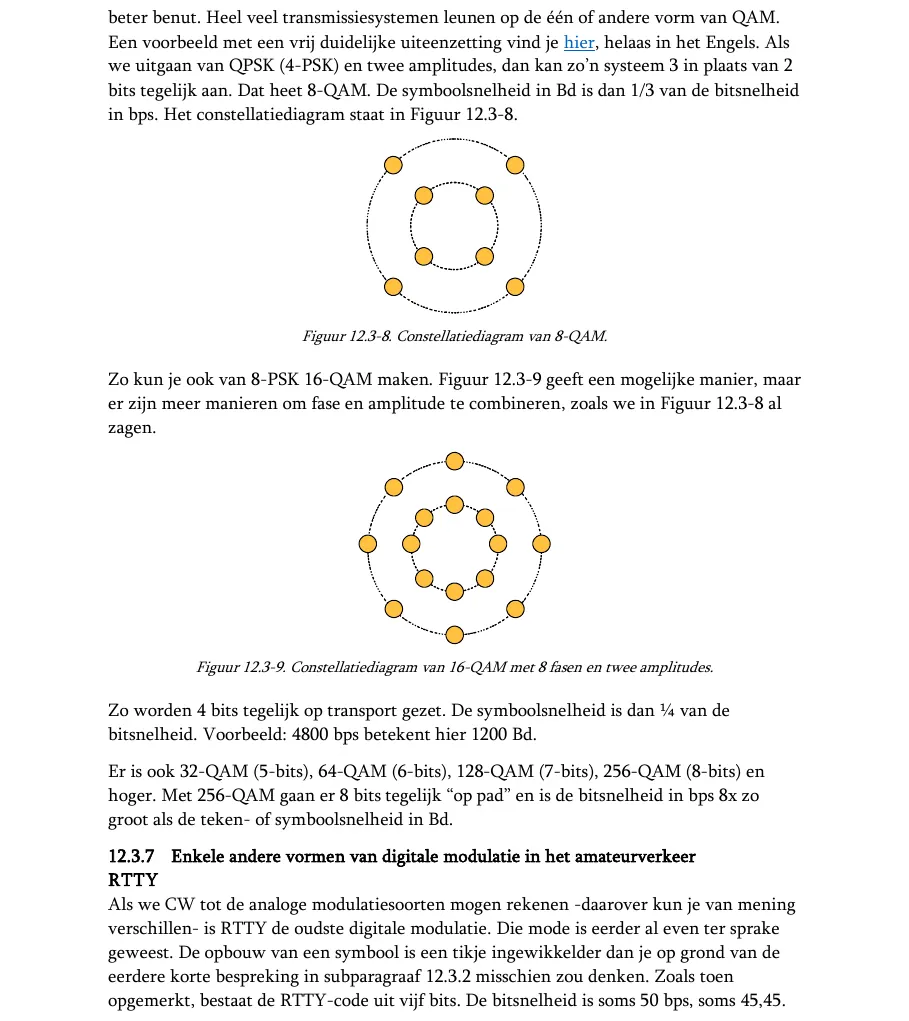 beter benut. Heel veel transmissiesystemen leunen op de één of andere vorm van QAM.
Een voorbeeld met een vrij duidelijke uiteenzetting vind je hier, helaas in het Engels. Als
we uitgaan van QPSK (4-PSK) en twee amplitudes, dan kan zo’n systeem 3 in plaats van 2
bits tegelijk aan. Dat heet 8-QAM. De symboolsnelheid in Bd is dan 1/3 van de bitsnelheid
in bps. Het constellatiediagram staat in Figuur 12.3-8.
Figuur 12.3-8. Constellatiediagram van 8-QAM.
Zo kun je ook van 8-PSK 16-QAM maken. Figuur 12.3-9 geeft een mogelijke manier, maar
er zijn meer manieren om fase en amplitude te combineren, zoals we in Figuur 12.3-8 al
zagen.
Figuur 12.3-9. Constellatiediagram van 16-QAM met 8 fasen en twee amplitudes.
Zo worden 4 bits tegelijk op transport gezet. De symboolsnelheid is dan ¼ van de
bitsnelheid. Voorbeeld: 4800 bps betekent hier 1200 Bd.
Er is ook 32-QAM (5-bits), 64-QAM (6-bits), 128-QAM (7-bits), 256-QAM (8-bits) en
hoger. Met 256-QAM gaan er 8 bits tegelijk “op pad” en is de bitsnelheid in bps 8x zo
groot als de teken- of symboolsnelheid in Bd.
12.3.7 Enkele andere vormen van digitale modulatie in het amateurverkeer
RTTY
Als we CW tot de analoge modulatiesoorten mogen rekenen -daarover kun je van mening
verschillen- is RTTY de oudste digitale modulatie. Die mode is eerder al even ter sprake
geweest. De opbouw van een symbool is een tikje ingewikkelder dan je op grond van de
eerdere korte bespreking in subparagraaf 12.3.2 misschien zou denken. Zoals toen
opgemerkt, bestaat de RTTY-code uit vijf bits. De bitsnelheid is soms 50 bps, soms 45,45.